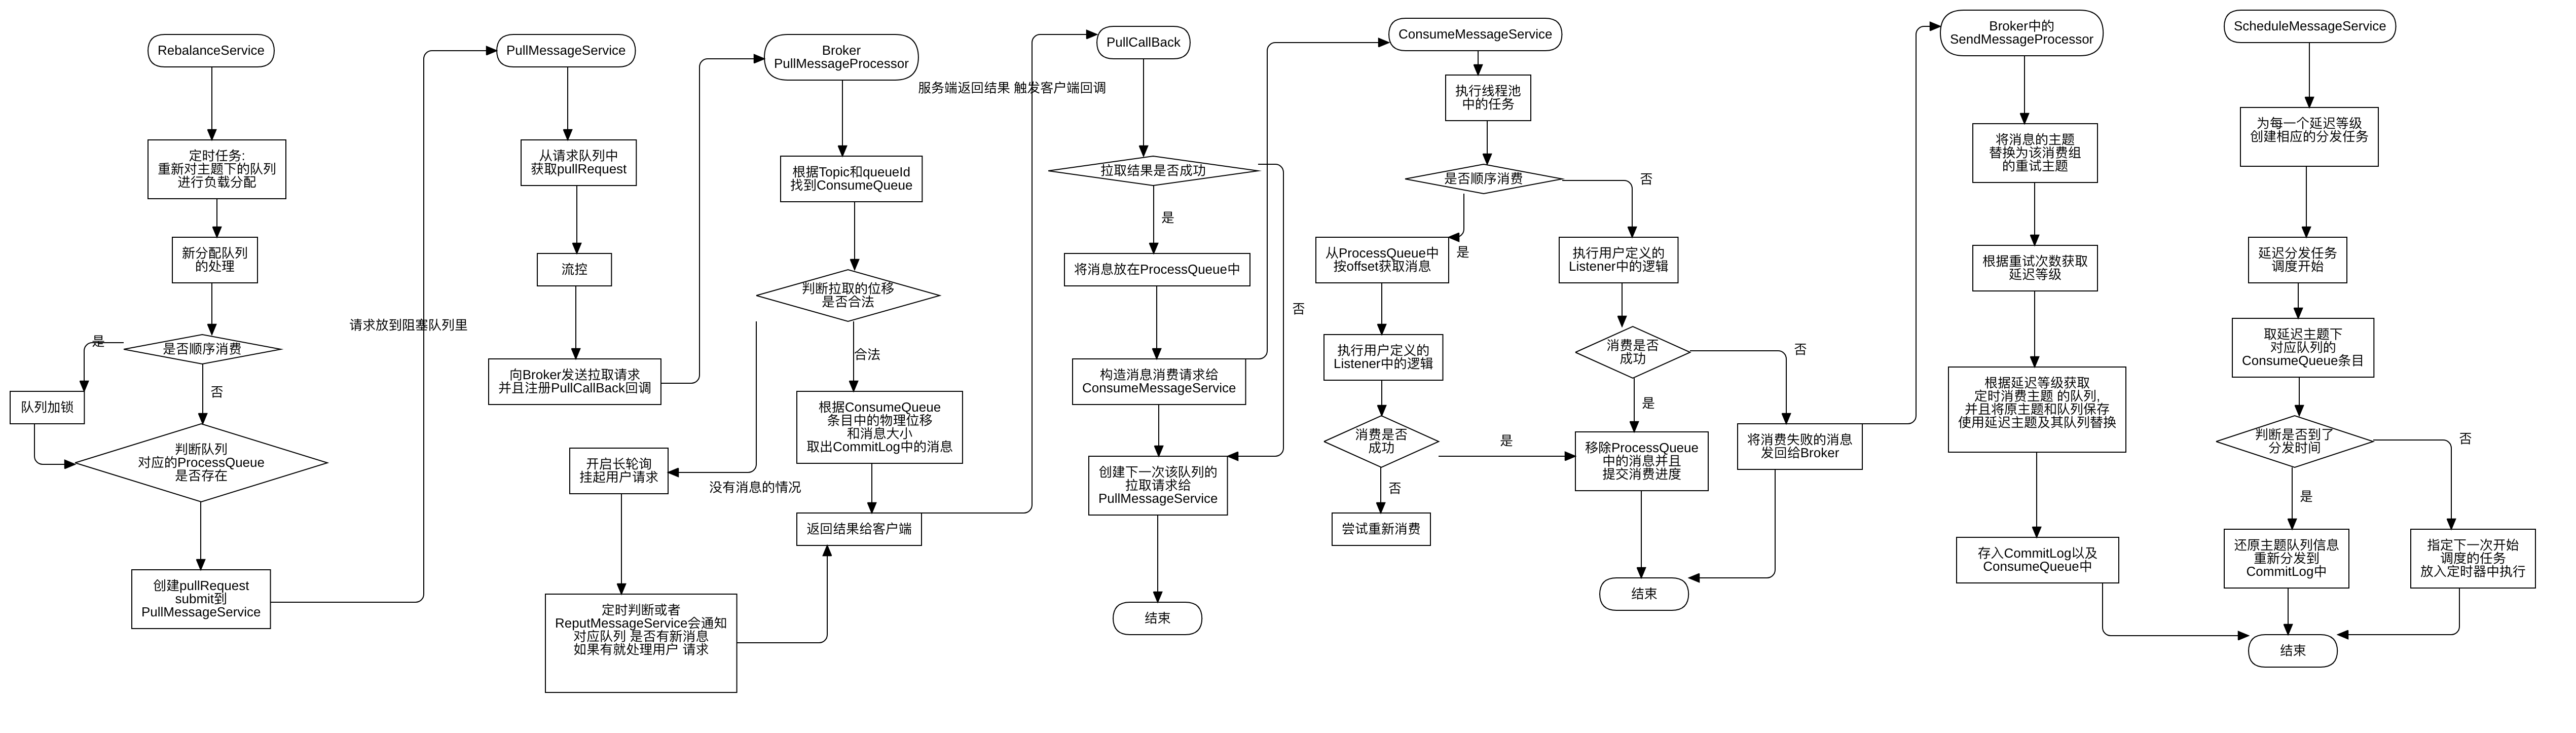 RebalanceService
定时任务:
重新对主题下的队列
进行负载分配
新分配队列
的处理
是否顺序消费
是
否
队列加锁
判断队列
对应的ProcessQueue
是否存在
创建pullRequest
submit到
PullMessageService
请求放到阻塞队列里
PullMessageService
从请求队列中
获取pullRequest
流控
向Broker发送拉取请求
并且注册PullCallBack回调
Broker
PullMessageProcessor
根据Topic和queueId
找到ConsumeQueue
判断拉取的位移
是否合法
合法
根据ConsumeQueue
条目中的物理位移
和消息大小
取出CommitLog中的消息
没有消息的情况
开启长轮询
挂起用户请求
定时判断或者
ReputMessageService会通知
对应队列 是否有新消息
如果有就处理用户 请求
返回结果给客户端
服务端返回结果 触发客户端回调
PullCallBack
拉取结果是否成功
是
否
将消息放在ProcessQueue中
构造消息消费请求给
ConsumeMessageService
创建下一次该队列的
拉取请求给
PullMessageService
结束
ConsumeMessageService
执行线程池
中的任务
是否顺序消费
是
否
从ProcessQueue中
按offset获取消息
执行用户定义的
Listener中的逻辑
消费是否
成功
是
否
尝试重新消费
执行用户定义的
Listener中的逻辑
消费是否
成功
是
否
移除ProcessQueue
中的消息并且
提交消费进度
将消费失败的消息
发回给Broker
结束
Broker中的
SendMessageProcessor
将消息的主题
替换为该消费组
的重试主题
根据重试次数获取
延迟等级
根据延迟等级获取
定时消费主题 的队列,
并且将原主题和队列保存
使用延迟主题及其队列替换
存入CommitLog以及
ConsumeQueue中
ScheduleMessageService
为每一个延迟等级
创建相应的分发任务
延迟分发任务
调度开始
取延迟主题下
对应队列的
ConsumeQueue条目
判断是否到了
分发时间
是
否
还原主题队列信息
重新分发到
CommitLog中
指定下一次开始
调度的任务
放入定时器中执行
结束